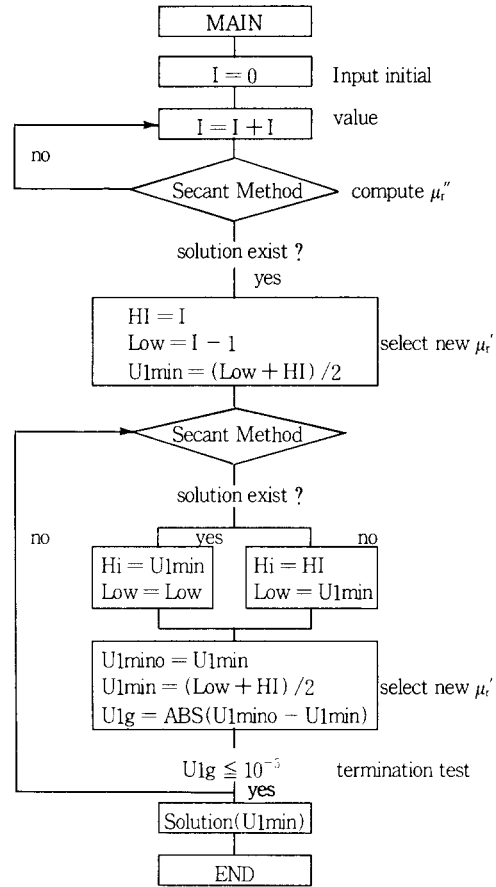 MAIN
I = 0
Input initial
value
I = I + I
no
Secant Method
compute μr″
solution exist ?
yes
HI = I
Low = I − 1
U1min = (Low + HI) /2
select new μr′
Secant Method
solution exist ?
no
yes
no
Hi = U1min
Low = Low
Hi = HI
Low = U1min
U1mino = U1min
U1min = (Low + HI) /2
U1g = ABS(U1mino − U1min)
select new μr′
U1g ≦ 10⁻⁵
termination test
yes
Solution(U1min)
END